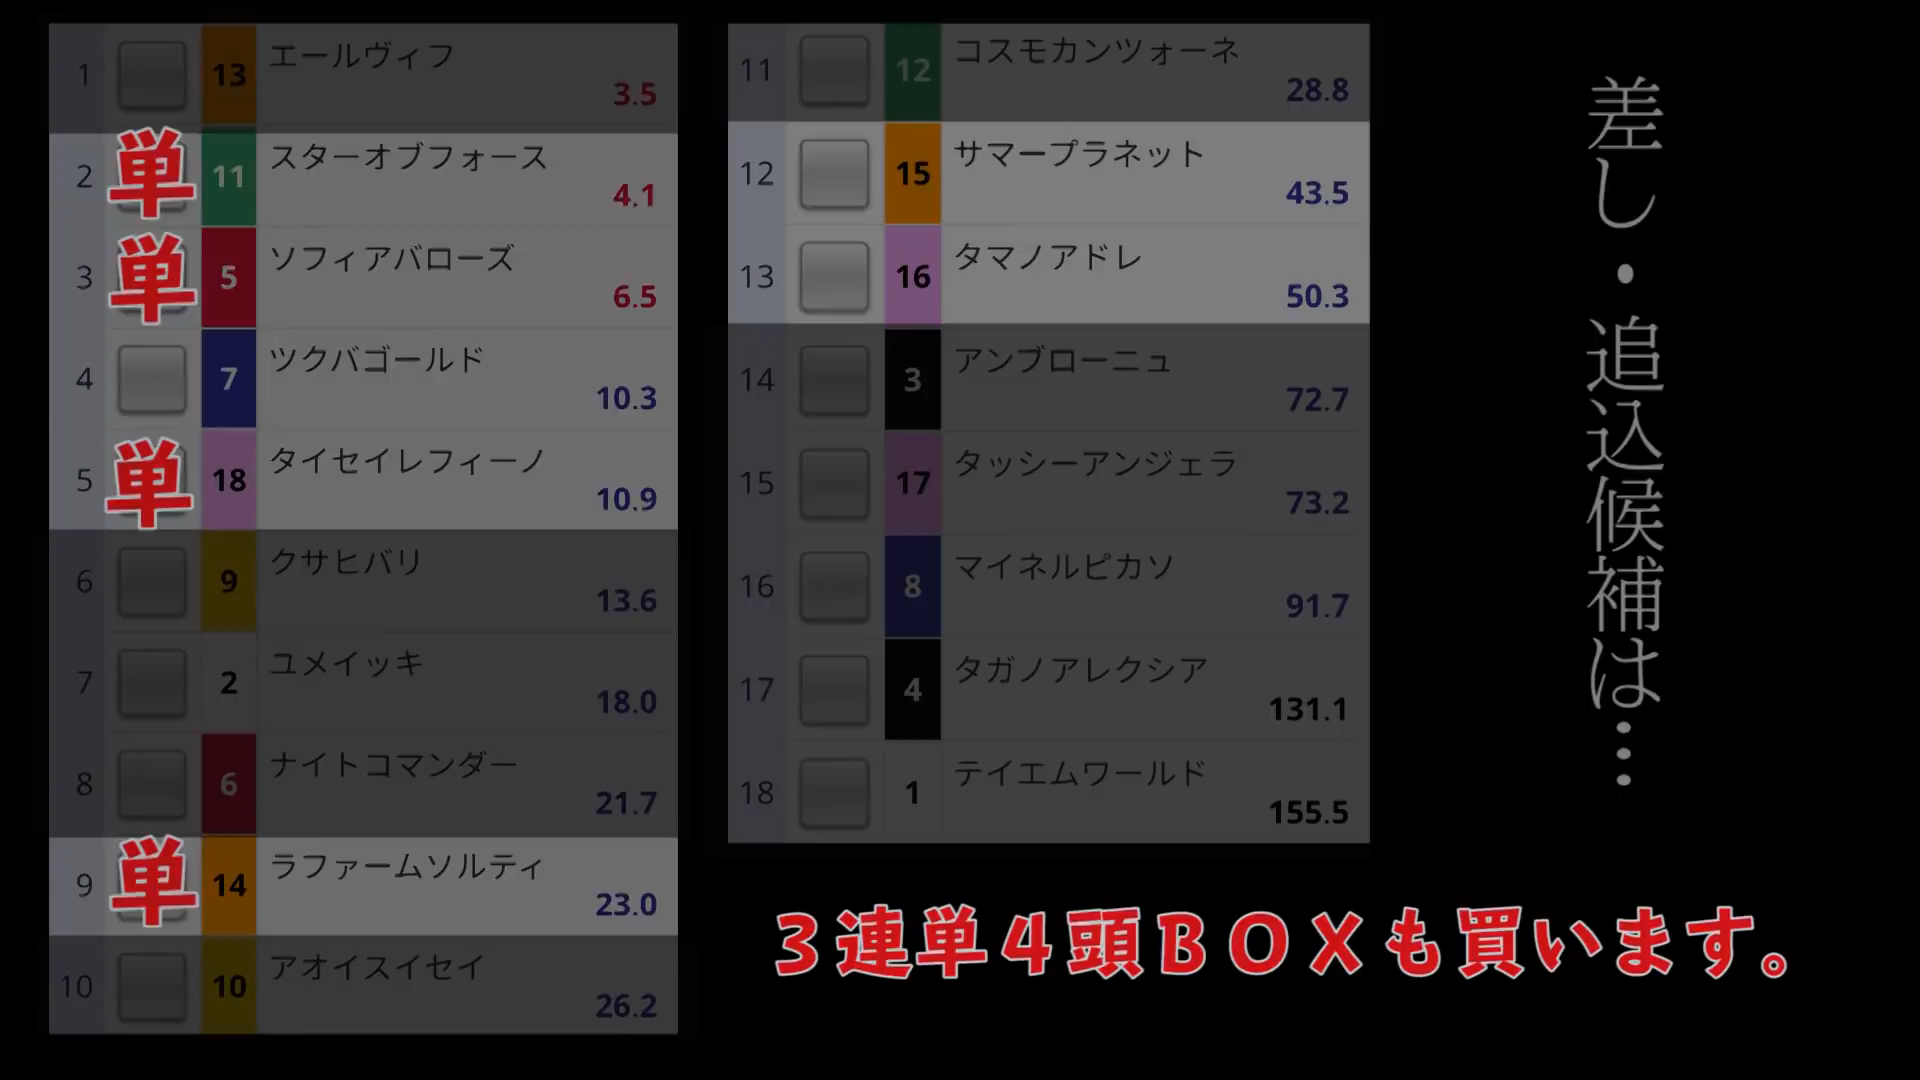 1 13 エールヴィフ 3.5
2 単 11 スターオブフォース 4.1
3 単 5 ソフィアバローズ 6.5
4 7 ツクバゴールド 10.3
5 単 18 タイセイレフィーノ 10.9
6 9 クサヒバリ 13.6
7 2 ユメイッキ 18.0
8 6 ナイトコマンダー 21.7
9 単 14 ラファームソルティ 23.0
10 10 アオイスイセイ 26.2
11 12 コスモカンツォーネ 28.8
12 15 サマープラネット 43.5
13 16 タマノアドレ 50.3
14 3 アンブローニュ 72.7
15 17 タッシーアンジェラ 73.2
16 8 マイネルピカソ 91.7
17 4 タガノアレクシア 131.1
18 1 テイエムワールド 155.5
差し・追込候補は…
３連単４頭ＢＯＸも買います。